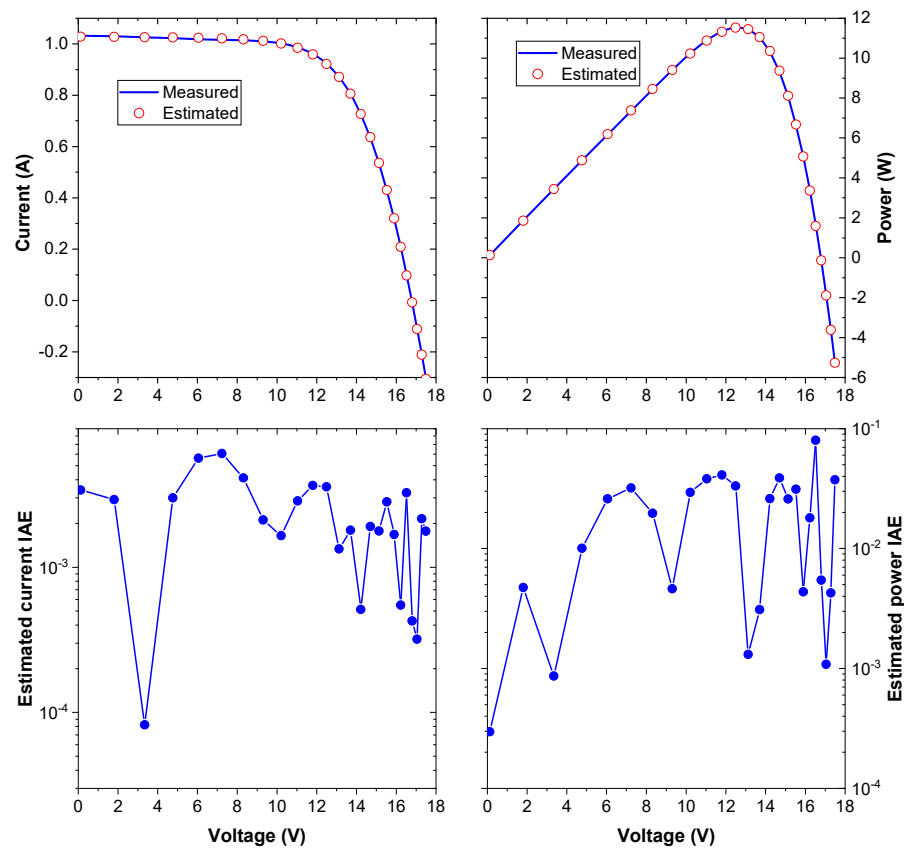 1.0
0.8
0.6
0.4
0.2
0.0
-0.2
Current (A)
Measured
Estimated
0 2 4 6 8 10 12 14 16 18
12
10
8
6
4
2
0
-2
-4
-6
Power (W)
Measured
Estimated
0 2 4 6 8 10 12 14 16 18
10⁻³
10⁻⁴
Estimated current IAE
0 2 4 6 8 10 12 14 16 18
Voltage (V)
10⁻¹
10⁻²
10⁻³
10⁻⁴
Estimated power IAE
0 2 4 6 8 10 12 14 16 18
Voltage (V)